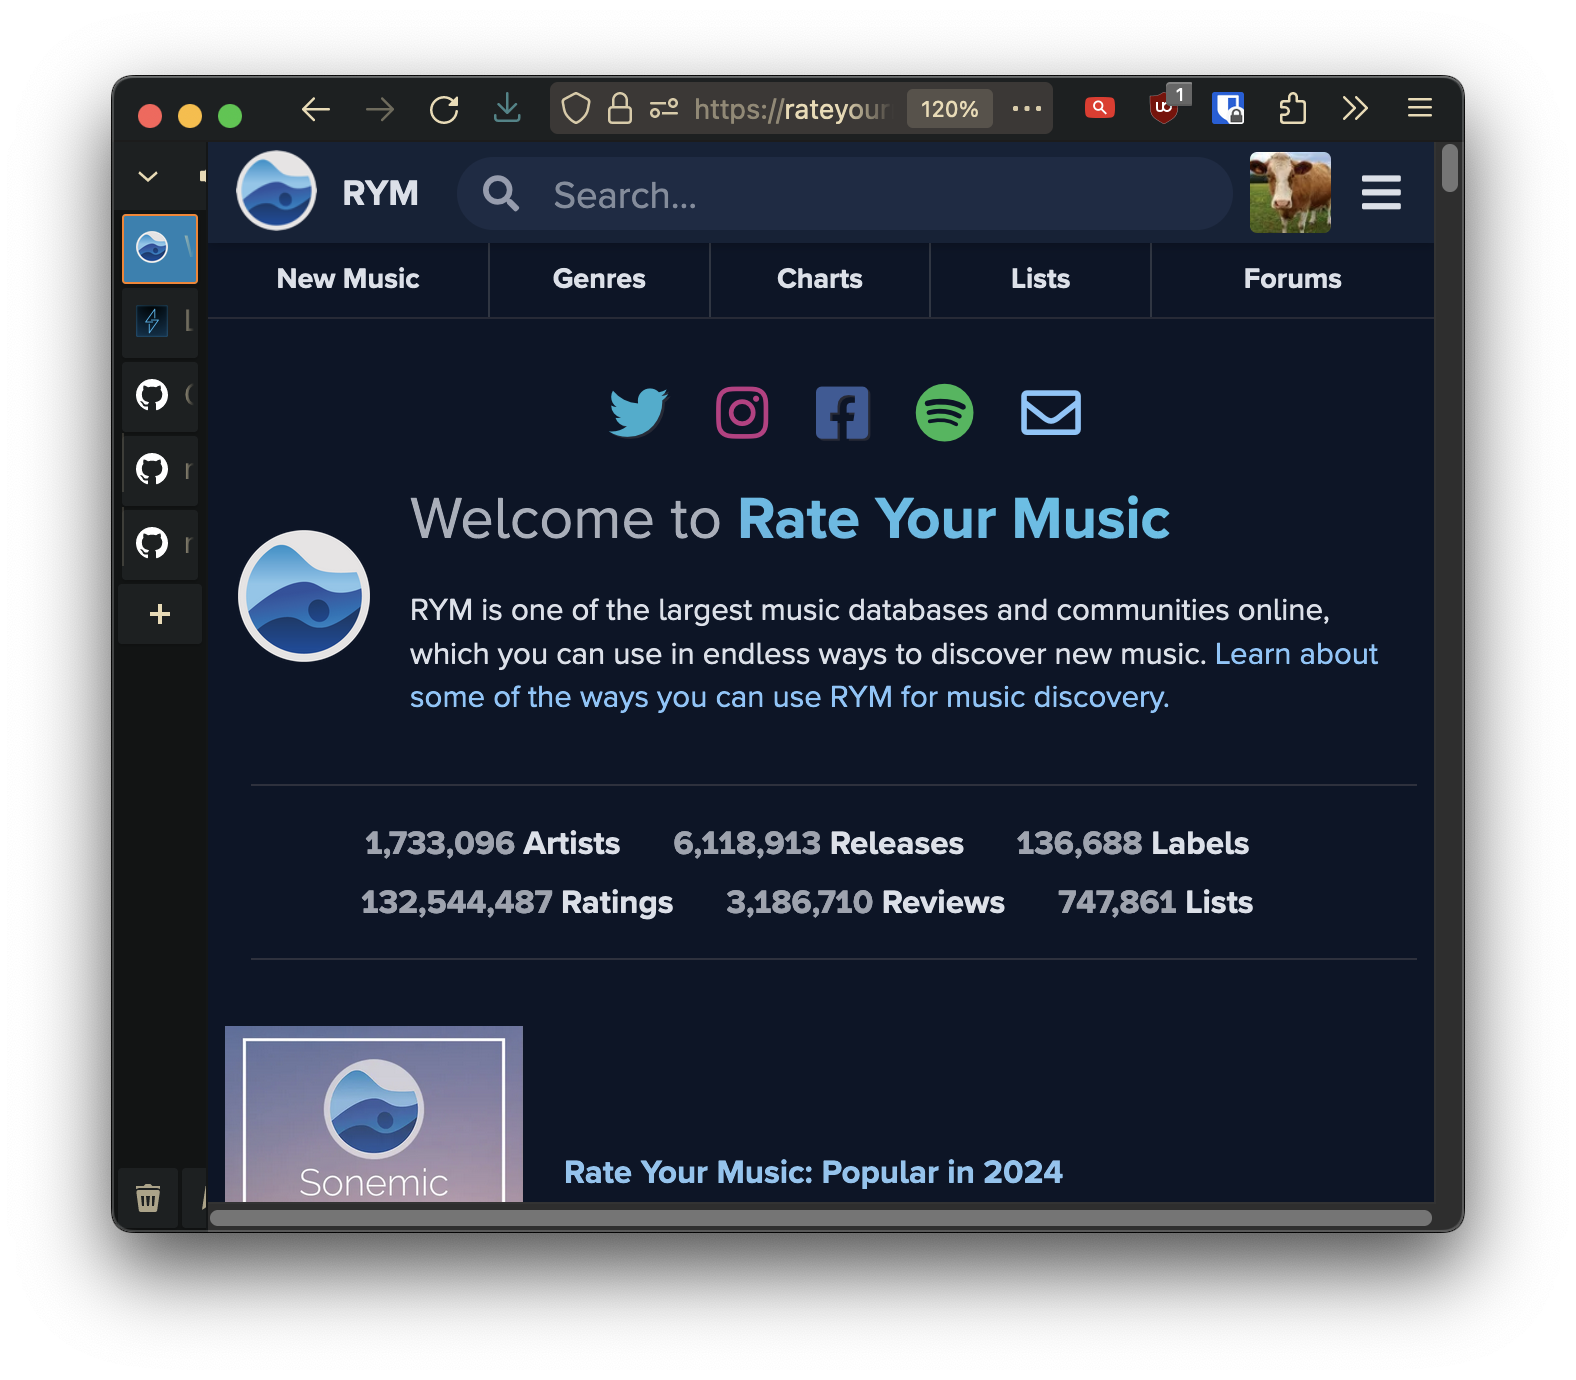 https://rateyour
120%
1
RYM
Search...
New Music
Genres
Charts
Lists
Forums
Welcome to Rate Your Music
RYM is one of the largest music databases and communities online,
which you can use in endless ways to discover new music. Learn about
some of the ways you can use RYM for music discovery.
1,733,096 Artists 6,118,913 Releases 136,688 Labels
132,544,487 Ratings 3,186,710 Reviews 747,861 Lists
Sonemic
Rate Your Music: Popular in 2024